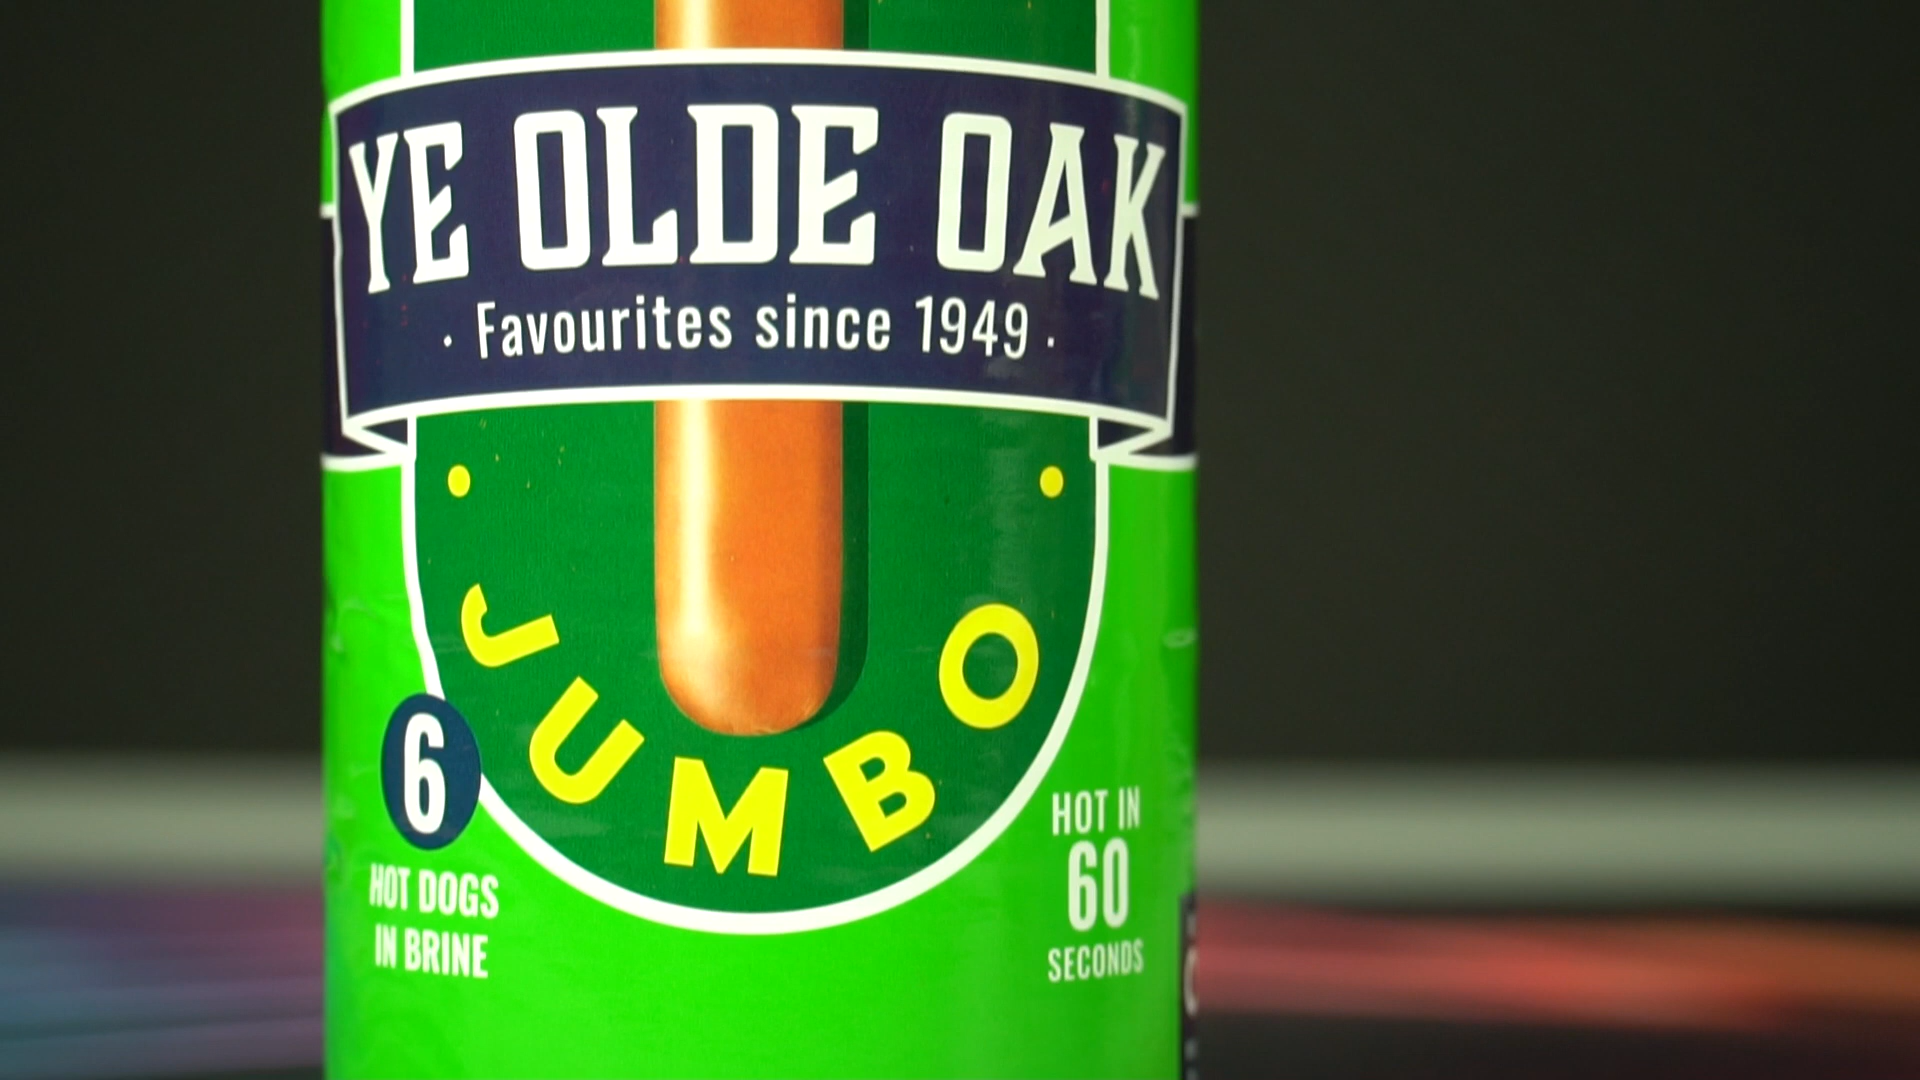 YE OLDE OAK
· Favourites since 1949 ·
JUMBO
6
HOT DOGS
IN BRINE
HOT IN
60
SECONDS